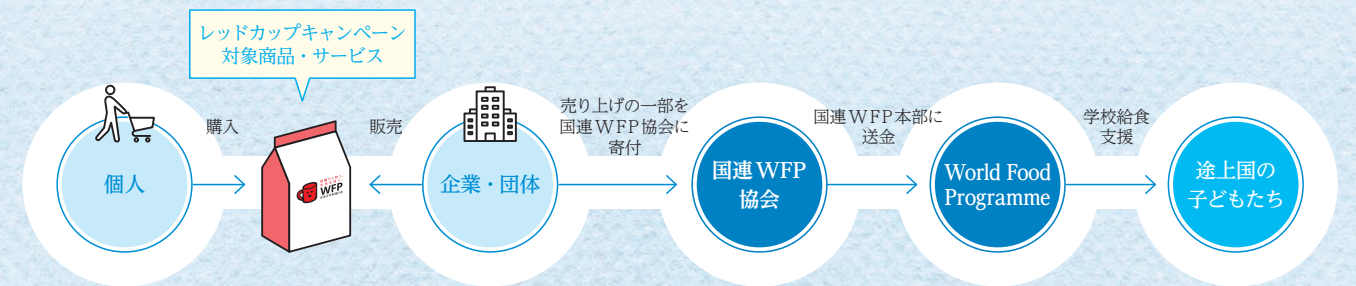 レッドカップキャンペーン
対象商品・サービス
個人
購入
WFP
販売
企業・団体
売り上げの一部を
国連WFP協会に
寄付
国連WFP
協会
国連WFP本部に
送金
World Food
Programme
学校給食
支援
途上国の
子どもたち